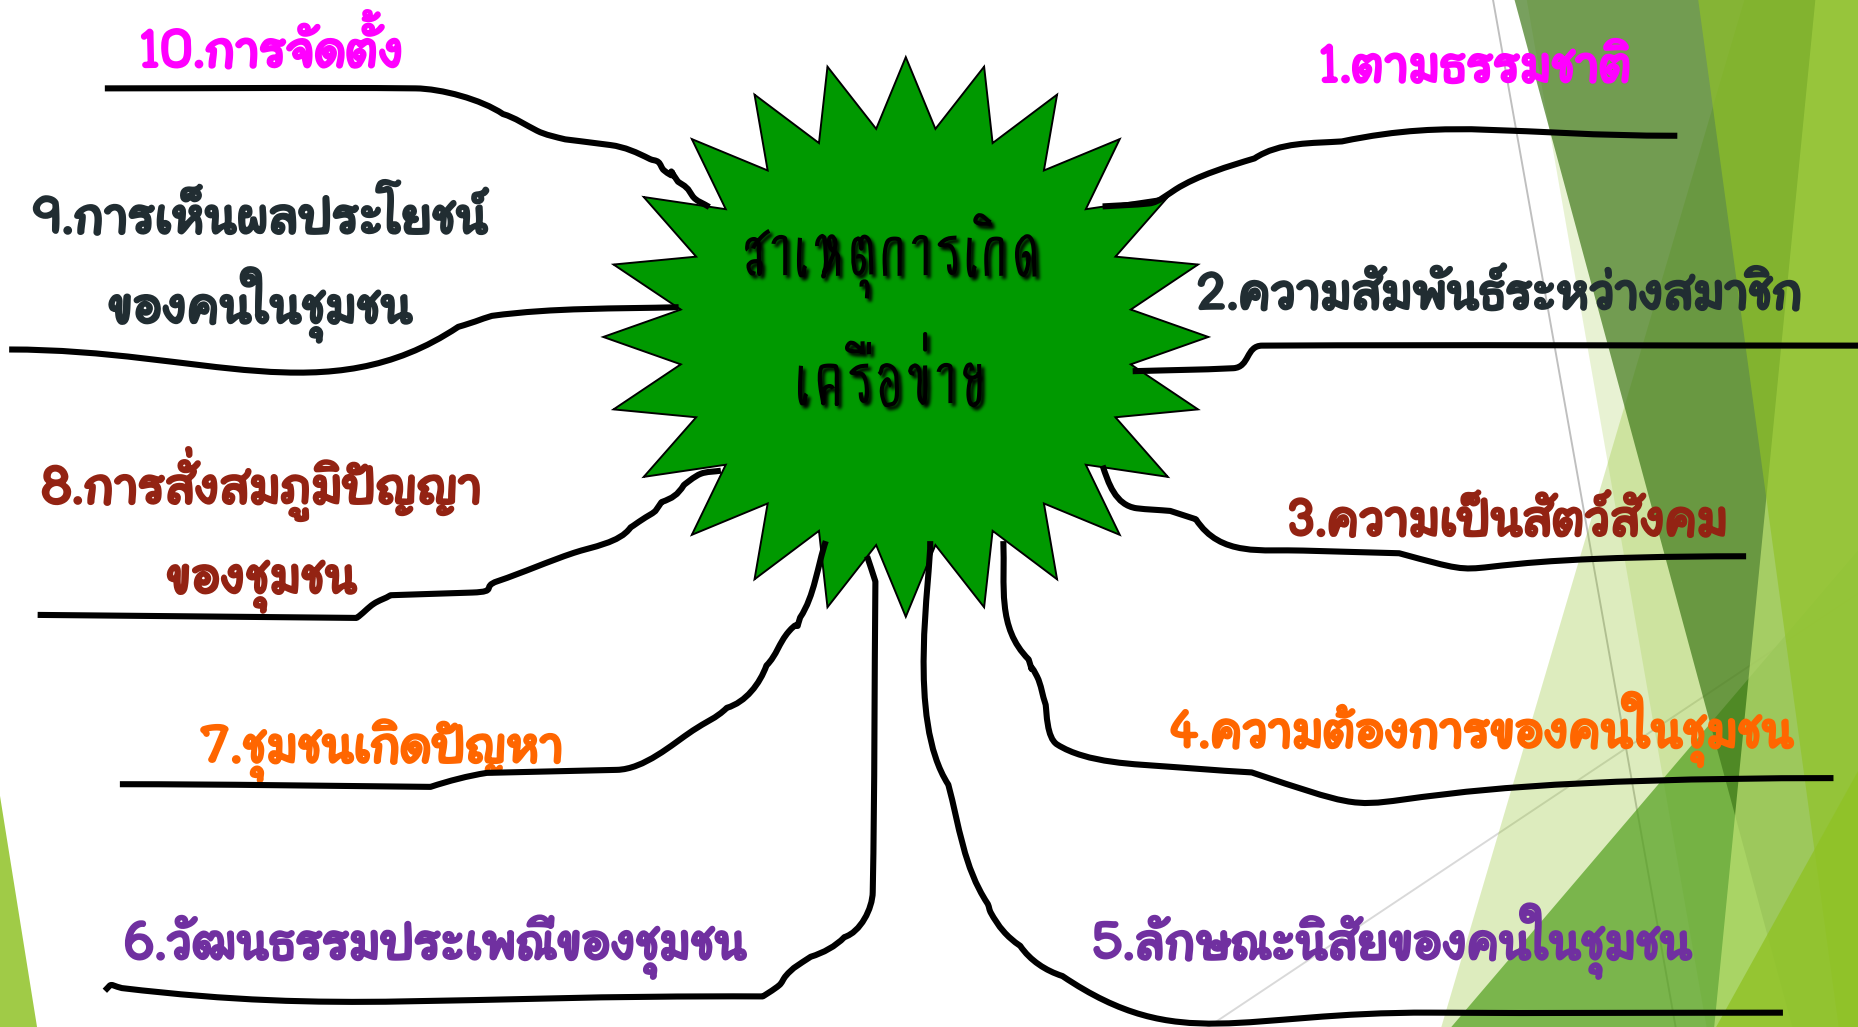 สาเหตุการเกิด
เครือข่าย
1.ตามธรรมชาติ
2.ความสัมพันธ์ระหว่างสมาชิก
3.ความเป็นสัตว์สังคม
4.ความต้องการของคนในชุมชน
5.ลักษณะนิสัยของคนในชุมชน
6.วัฒนธรรมประเพณีของชุมชน
7.ชุมชนเกิดปัญหา
8.การสั่งสมภูมิปัญญา
ของชุมชน
9.การเห็นผลประโยชน์
ของคนในชุมชน
10.การจัดตั้ง